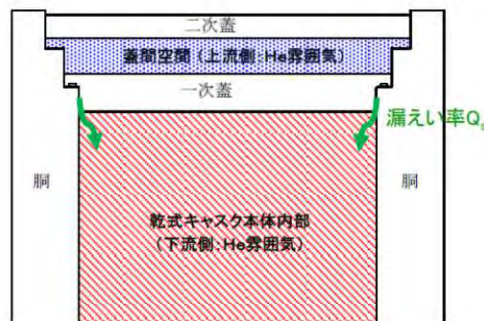 二次蓋
蓋間空間（上流側:He雰囲気）
一次蓋
漏えい率Q
胴
胴
乾式キャスク本体内部
（下流側:He雰囲気）